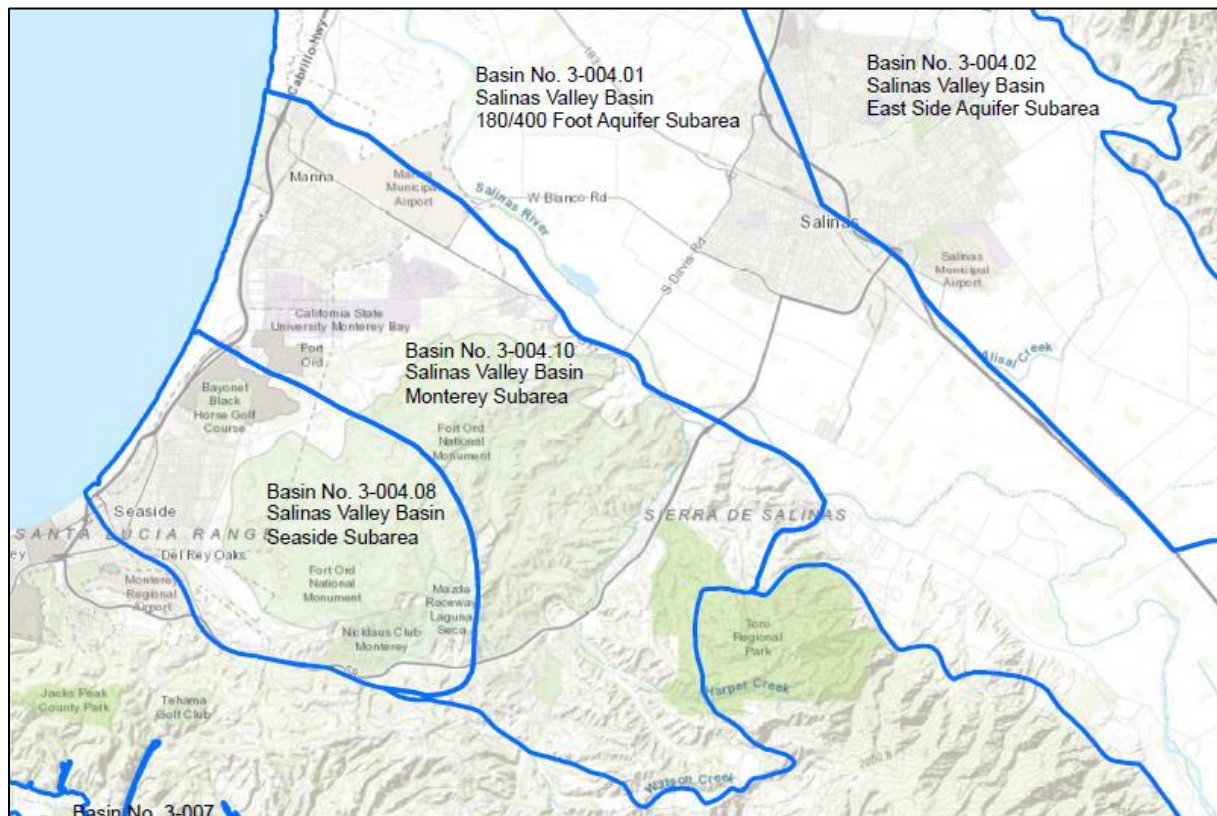 Cabrillo Hwy
183
Basin No. 3-004.01
Salinas Valley Basin
180/400 Foot Aquifer Subarea
Basin No. 3-004.02
Salinas Valley Basin
East Side Aquifer Subarea
Marina
Marina
Municipal
Airport
Salinas River
W Blanco Rd
Salinas
S Davis Rd
Salinas
Municipal
Airport
Alisal Creek
1
California State
University Monterey Bay
Fort
Ord
Basin No. 3-004.10
Salinas Valley Basin
Monterey Subarea
Bayonet
Black
Horse Golf
Course
Fort Ord
National
Monument
Basin No. 3-004.08
Salinas Valley Basin
Seaside Subarea
Seaside
SANTA LUCIA RANGE
SIERRA DE SALINAS
Del Rey Oaks
Monterey
Regional
Airport
Fort Ord
National
Monument
Mazda
Raceway
Laguna
Seca
Nicklaus Club
Monterey
Toro
Regional
Park
Harper Creek
Jacks Peak
County Park
Tehama
Golf Club
Watson Creek
2000 ft
Basin No. 3-007